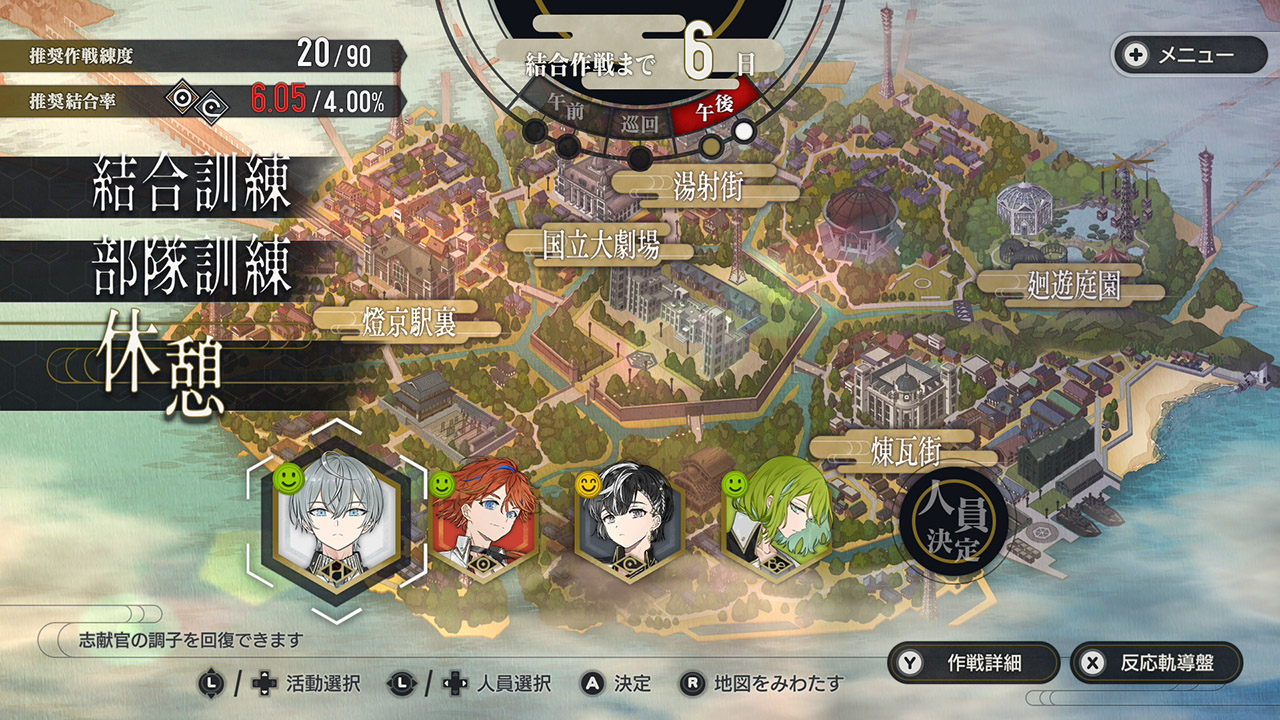 推奨作戦練度 20/90
推奨結合率 6.05/4.00%
結合作戦まで 6 日
午前 巡回 午後
メニュー
結合訓練
部隊訓練
休憩
湯射街
国立大劇場
廻遊庭園
燈京駅裏
煉瓦街
人員決定
志献官の調子を回復できます
Y 作戦詳細
X 反応軌導盤
L / 活動選択 L / 人員選択 A 決定 R 地図をみわたす